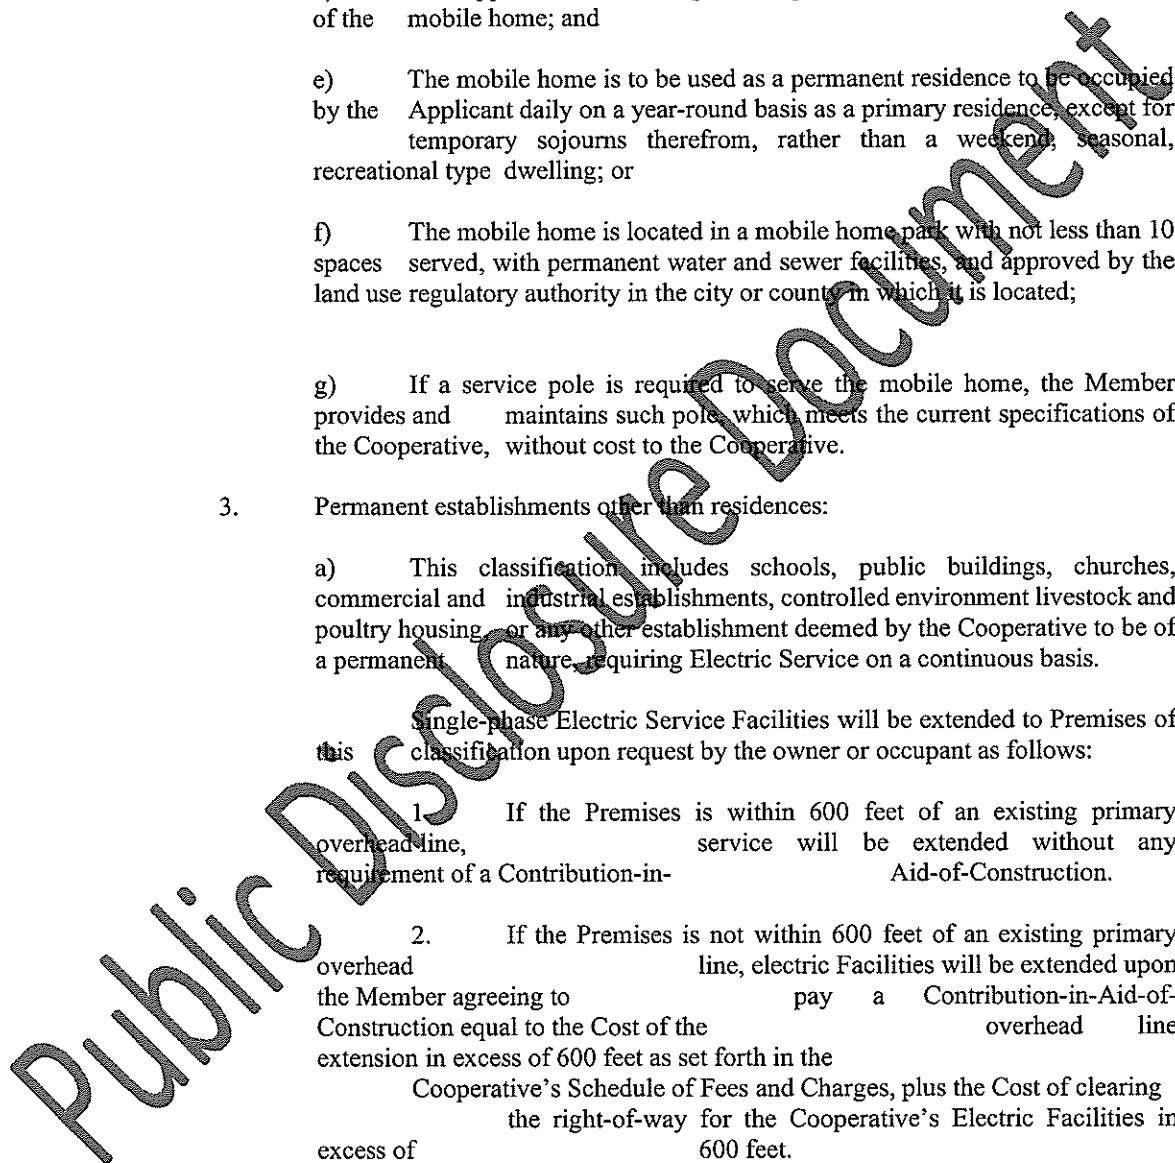 of the mobile home; and
e) The mobile home is to be used as a permanent residence to be occupied
by the Applicant daily on a year-round basis as a primary residence, except for
temporary sojourns therefrom, rather than a weekend, seasonal,
recreational type dwelling; or
f) The mobile home is located in a mobile home park with not less than 10
spaces served, with permanent water and sewer facilities, and approved by the
land use regulatory authority in the city or county in which it is located;
g) If a service pole is required to serve the mobile home, the Member
provides and maintains such pole, which meets the current specifications of
the Cooperative, without cost to the Cooperative.
3. Permanent establishments other than residences:
a) This classification includes schools, public buildings, churches,
commercial and industrial establishments, controlled environment livestock and
poultry housing, or any other establishment deemed by the Cooperative to be of
a permanent nature, requiring Electric Service on a continuous basis.
Single-phase Electric Service Facilities will be extended to Premises of
this classification upon request by the owner or occupant as follows:
1. If the Premises is within 600 feet of an existing primary
overhead line, service will be extended without any
requirement of a Contribution-in- Aid-of-Construction.
2. If the Premises is not within 600 feet of an existing primary
overhead line, electric Facilities will be extended upon
the Member agreeing to pay a Contribution-in-Aid-of-
Construction equal to the Cost of the overhead line
extension in excess of 600 feet as set forth in the
Cooperative's Schedule of Fees and Charges, plus the Cost of clearing
the right-of-way for the Cooperative's Electric Facilities in
excess of 600 feet.
Public Disclosure Document